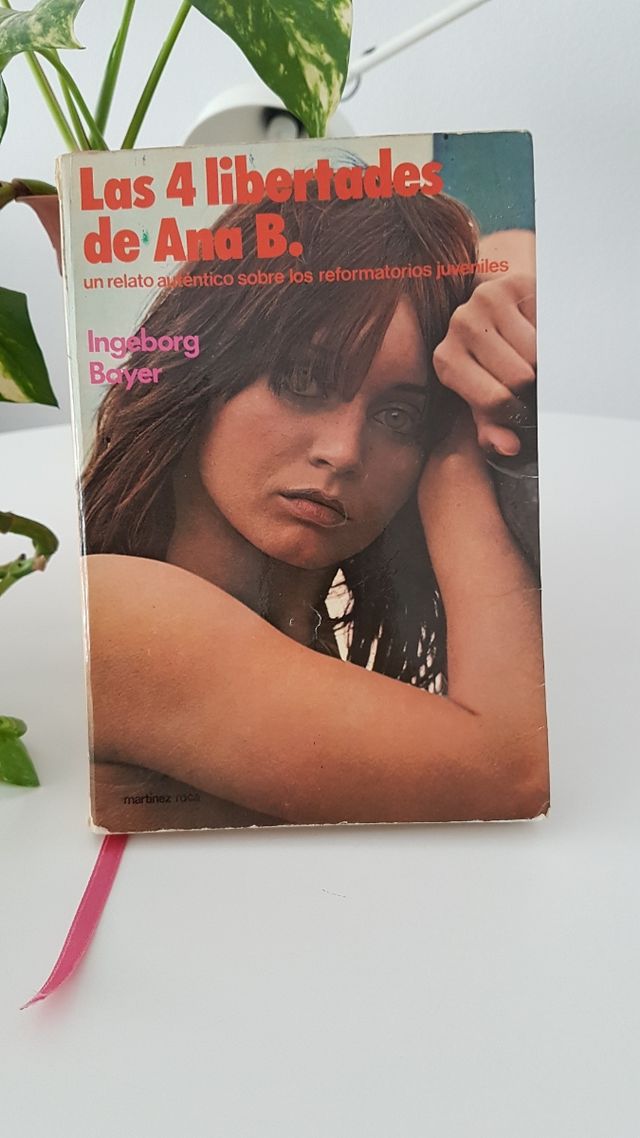 Las 4 libertades
de Ana B.
un relato auténtico sobre los reformatorios juveniles
Ingeborg
Bayer
martínez roca